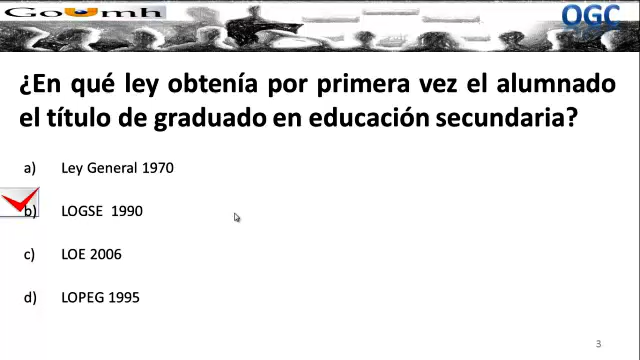 GoUmh
OGC
¿En qué ley obtenía por primera vez el alumnado
el título de graduado en educación secundaria?
a) Ley General 1970
b) LOGSE 1990
c) LOE 2006
d) LOPEG 1995
3